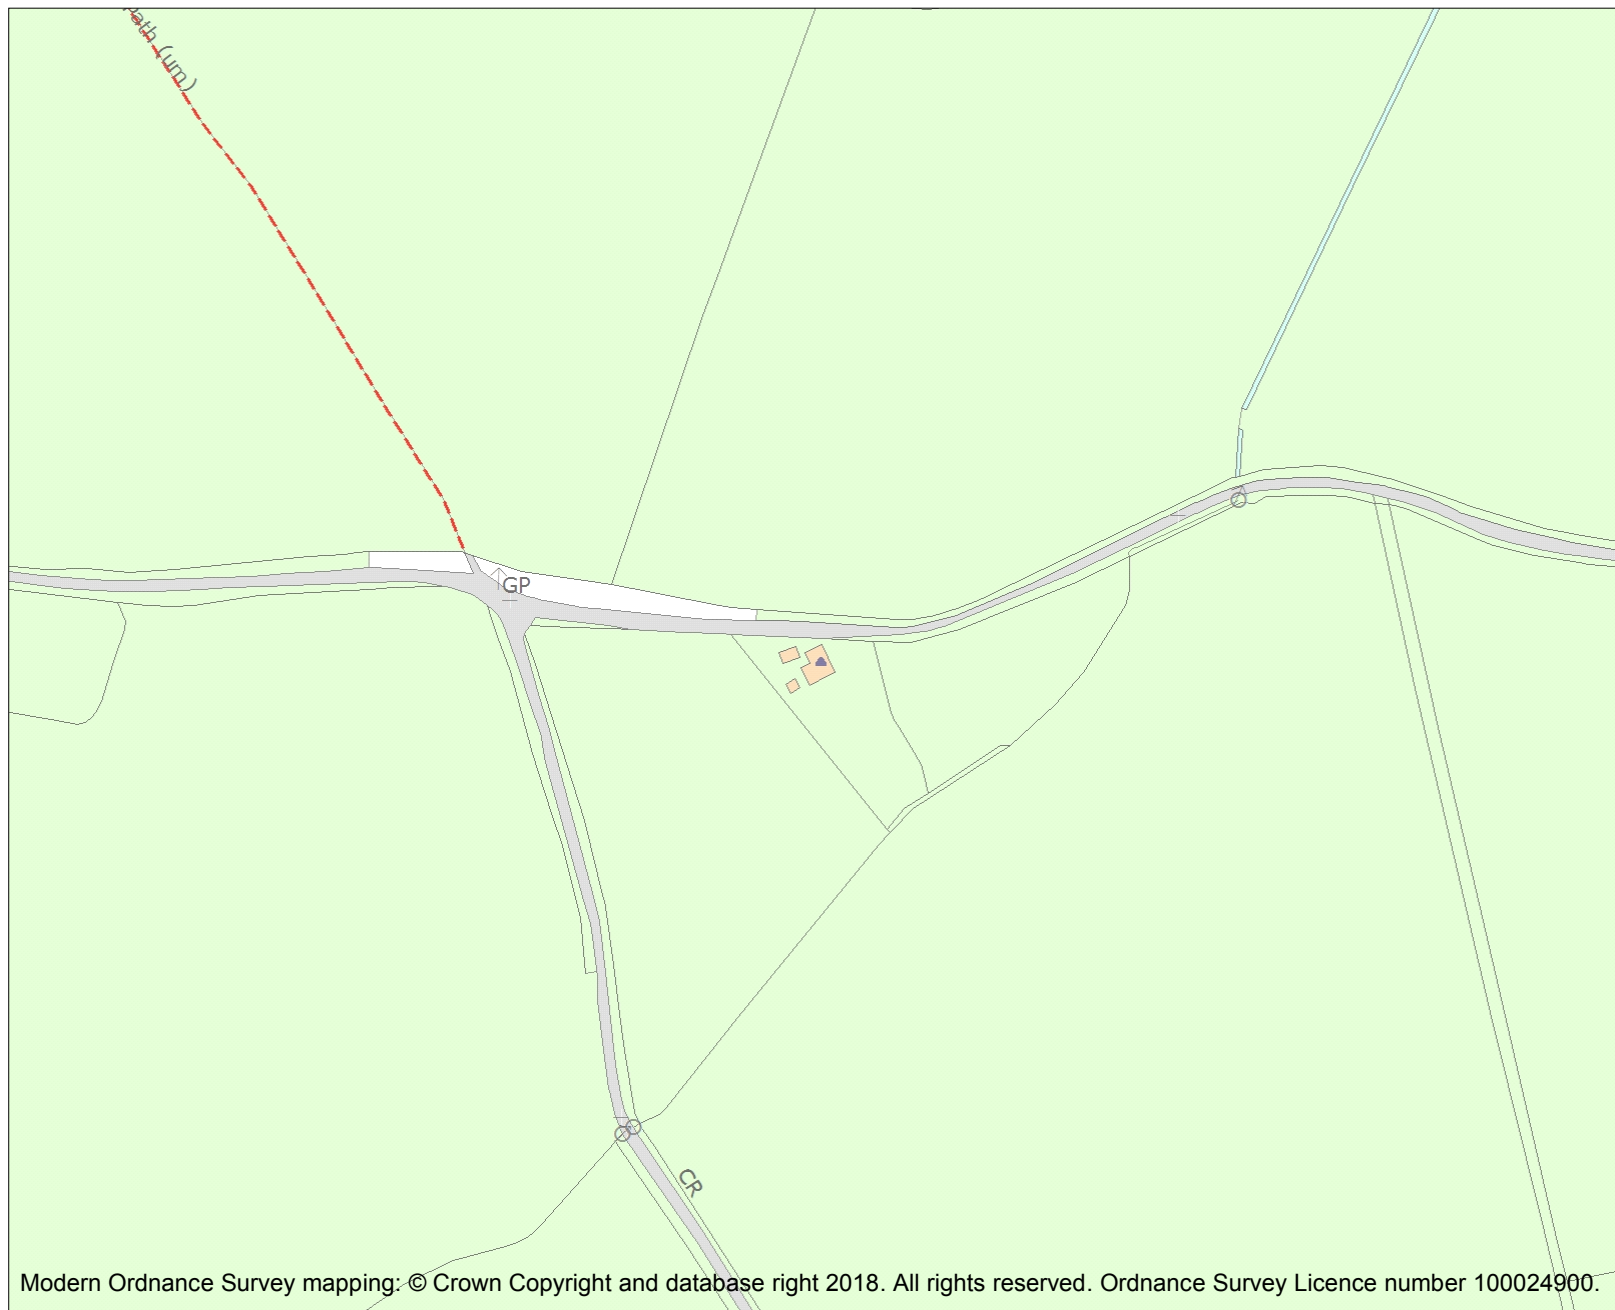 Path (um)
GP
CR
Modern Ordnance Survey mapping: © Crown Copyright and database right 2018. All rights reserved. Ordnance Survey Licence number 100024900.